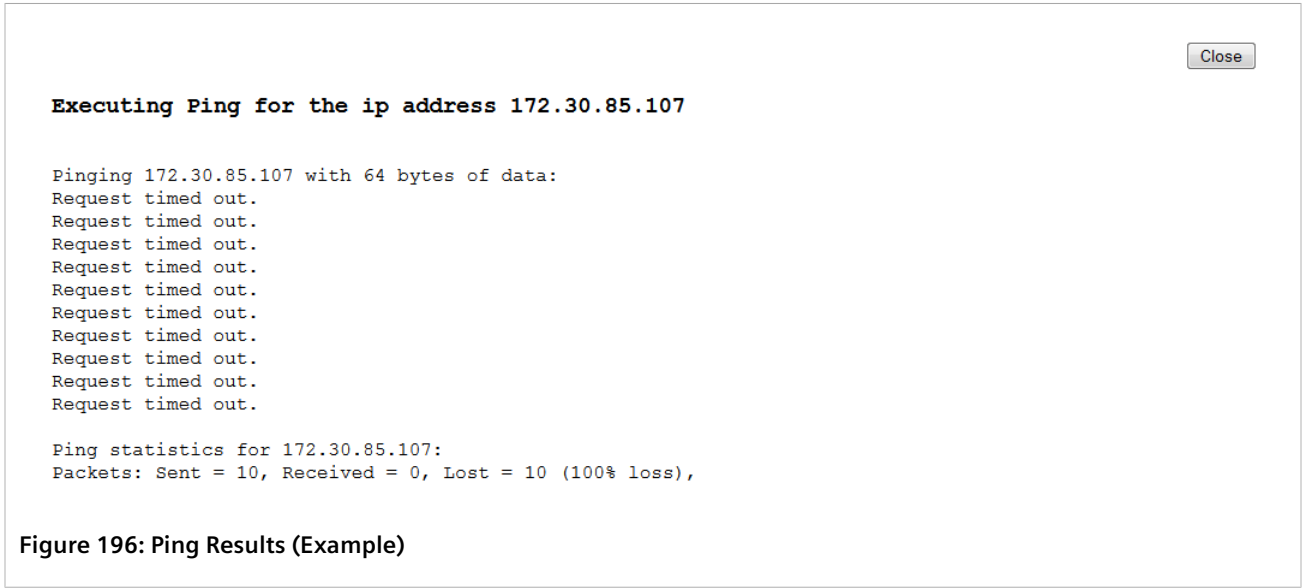 Close
Executing Ping for the ip address 172.30.85.107
Pinging 172.30.85.107 with 64 bytes of data:
Request timed out.
Request timed out.
Request timed out.
Request timed out.
Request timed out.
Request timed out.
Request timed out.
Request timed out.
Request timed out.
Request timed out.
Ping statistics for 172.30.85.107:
Packets: Sent = 10, Received = 0, Lost = 10 (100% loss),
Figure 196: Ping Results (Example)